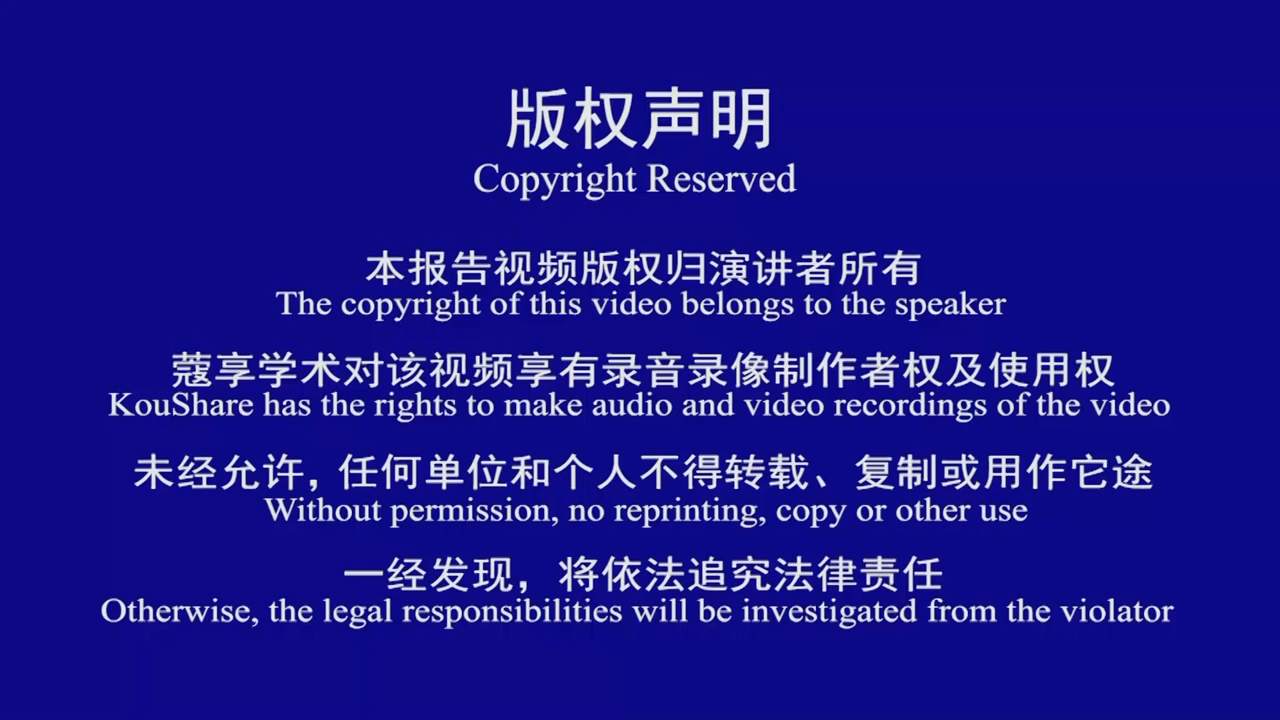 版权声明
Copyright Reserved
本报告视频版权归演讲者所有
The copyright of this video belongs to the speaker
蔻享学术对该视频享有录音录像制作者权及使用权
KouShare has the rights to make audio and video recordings of the video
未经允许，任何单位和个人不得转载、复制或用作它途
Without permission, no reprinting, copy or other use
一经发现，将依法追究法律责任
Otherwise, the legal responsibilities will be investigated from the violator